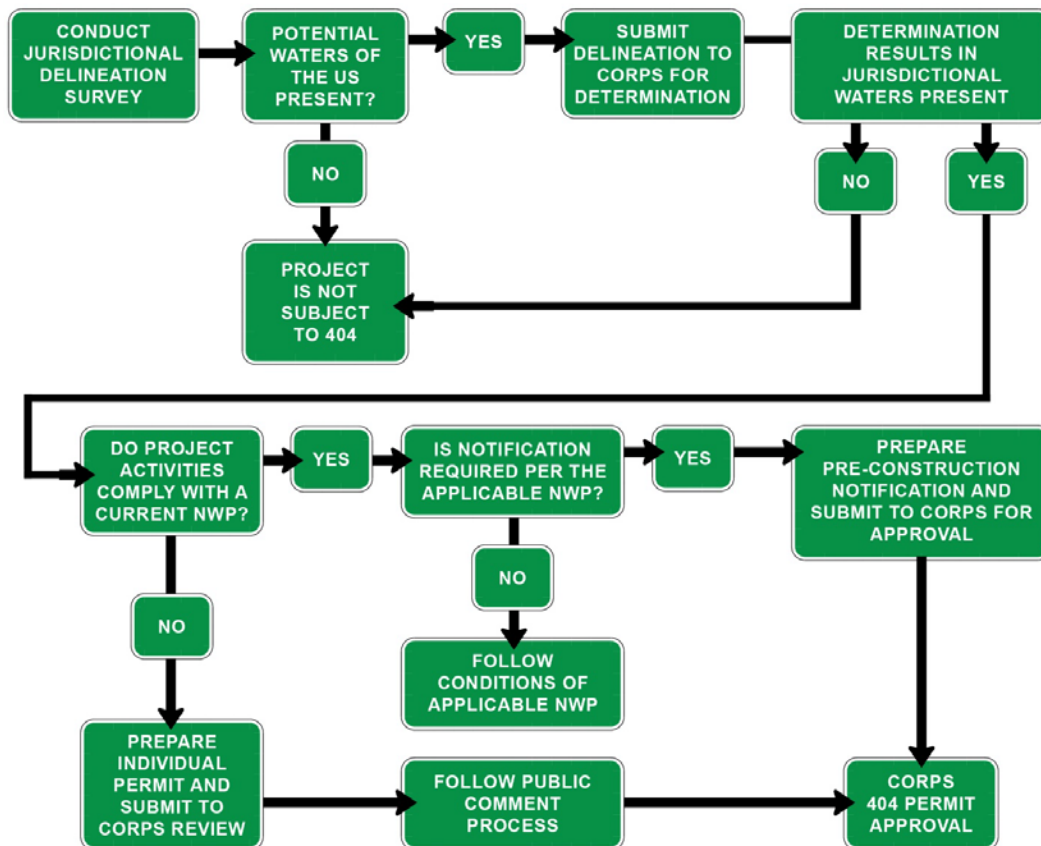 CONDUCT
JURISDICTIONAL
DELINEATION
SURVEY
POTENTIAL
WATERS OF
THE US
PRESENT?
YES
SUBMIT
DELINEATION TO
CORPS FOR
DETERMINATION
DETERMINATION
RESULTS IN
JURISDICTIONAL
WATERS PRESENT
NO
NO
YES
PROJECT
IS NOT
SUBJECT
TO 404
DO PROJECT
ACTIVITIES
COMPLY WITH A
CURRENT NWP?
YES
IS NOTIFICATION
REQUIRED PER THE
APPLICABLE NWP?
YES
PREPARE
PRE-CONSTRUCTION
NOTIFICATION AND
SUBMIT TO CORPS FOR
APPROVAL
NO
NO
FOLLOW
CONDITIONS OF
APPLICABLE NWP
PREPARE
INDIVIDUAL
PERMIT AND
SUBMIT TO
CORPS REVIEW
FOLLOW PUBLIC
COMMENT
PROCESS
CORPS
404 PERMIT
APPROVAL